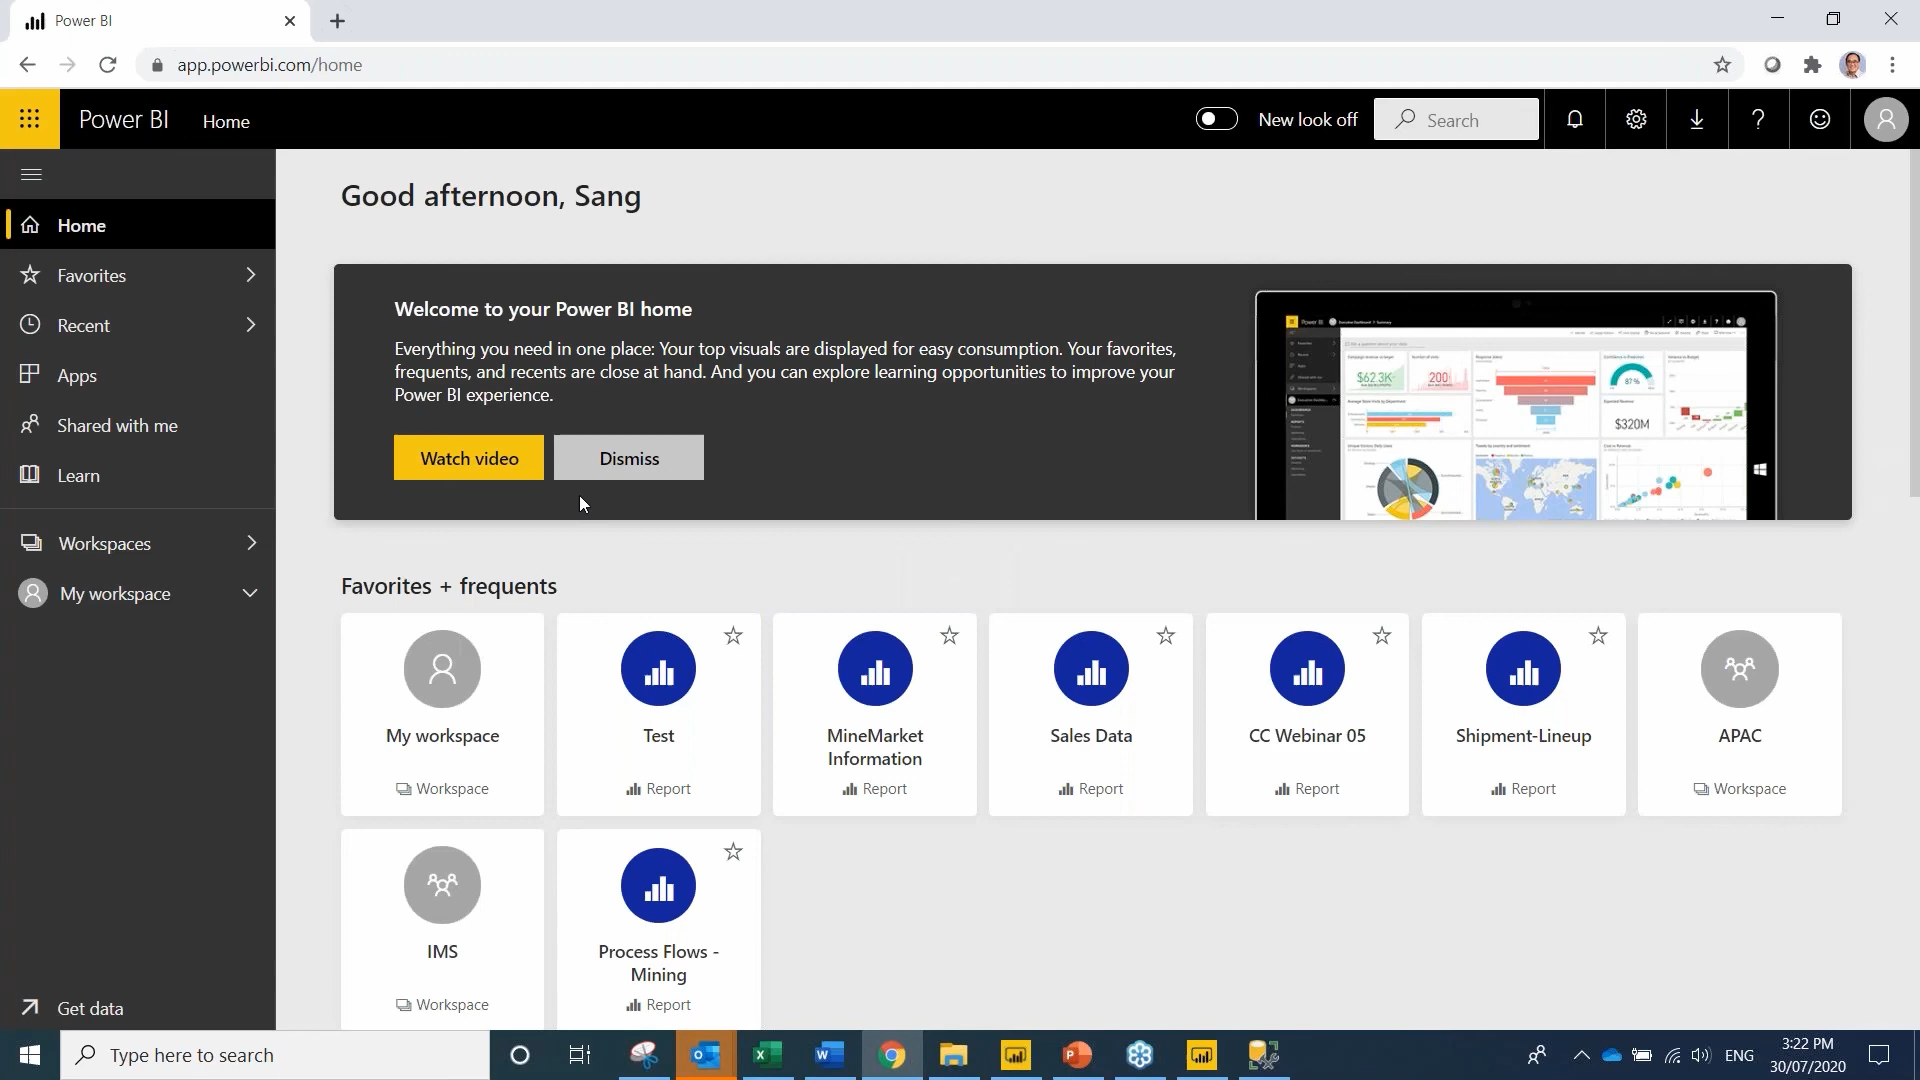 Power BI
app.powerbi.com/home
Power BI
Home
New look off
Search
Home
Favorites
Recent
Apps
Shared with me
Learn
Workspaces
My workspace
Get data
Good afternoon, Sang
Welcome to your Power BI home
Everything you need in one place: Your top visuals are displayed for easy consumption. Your favorites,
frequents, and recents are close at hand. And you can explore learning opportunities to improve your
Power BI experience.
Watch video
Dismiss
$62.3K
200
87 %
$320M
Favorites + frequents
My workspace
Workspace
Test
Report
MineMarket
Information
Report
Sales Data
Report
CC Webinar 05
Report
Shipment-Lineup
Report
APAC
Workspace
IMS
Workspace
Process Flows -
Mining
Report
Type here to search
ENG
3:22 PM
30/07/2020